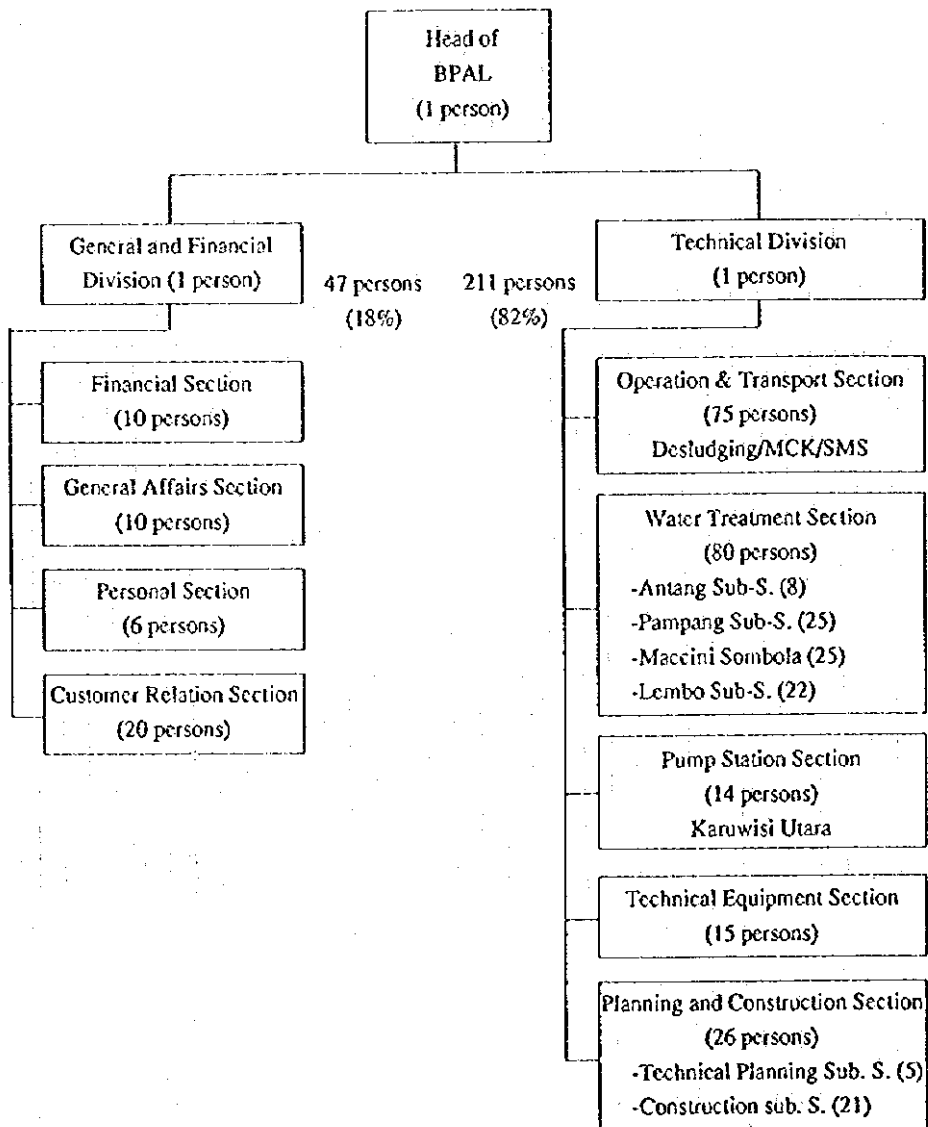 Head of
BPAL
(1 person)
General and Financial
Division (1 person)
47 persons
(18%)
211 persons
(82%)
Technical Division
(1 person)
Financial Section
(10 persons)
General Affairs Section
(10 persons)
Personal Section
(6 persons)
Customer Relation Section
(20 persons)
Operation & Transport Section
(75 persons)
Desludging/MCK/SMS
Water Treatment Section
(80 persons)
-Antang Sub-S. (8)
-Pampang Sub-S. (25)
-Maccini Sombola (25)
-Lembo Sub-S. (22)
Pump Station Section
(14 persons)
Karuwisi Utara
Technical Equipment Section
(15 persons)
Planning and Construction Section
(26 persons)
-Technical Planning Sub. S. (5)
-Construction sub. S. (21)